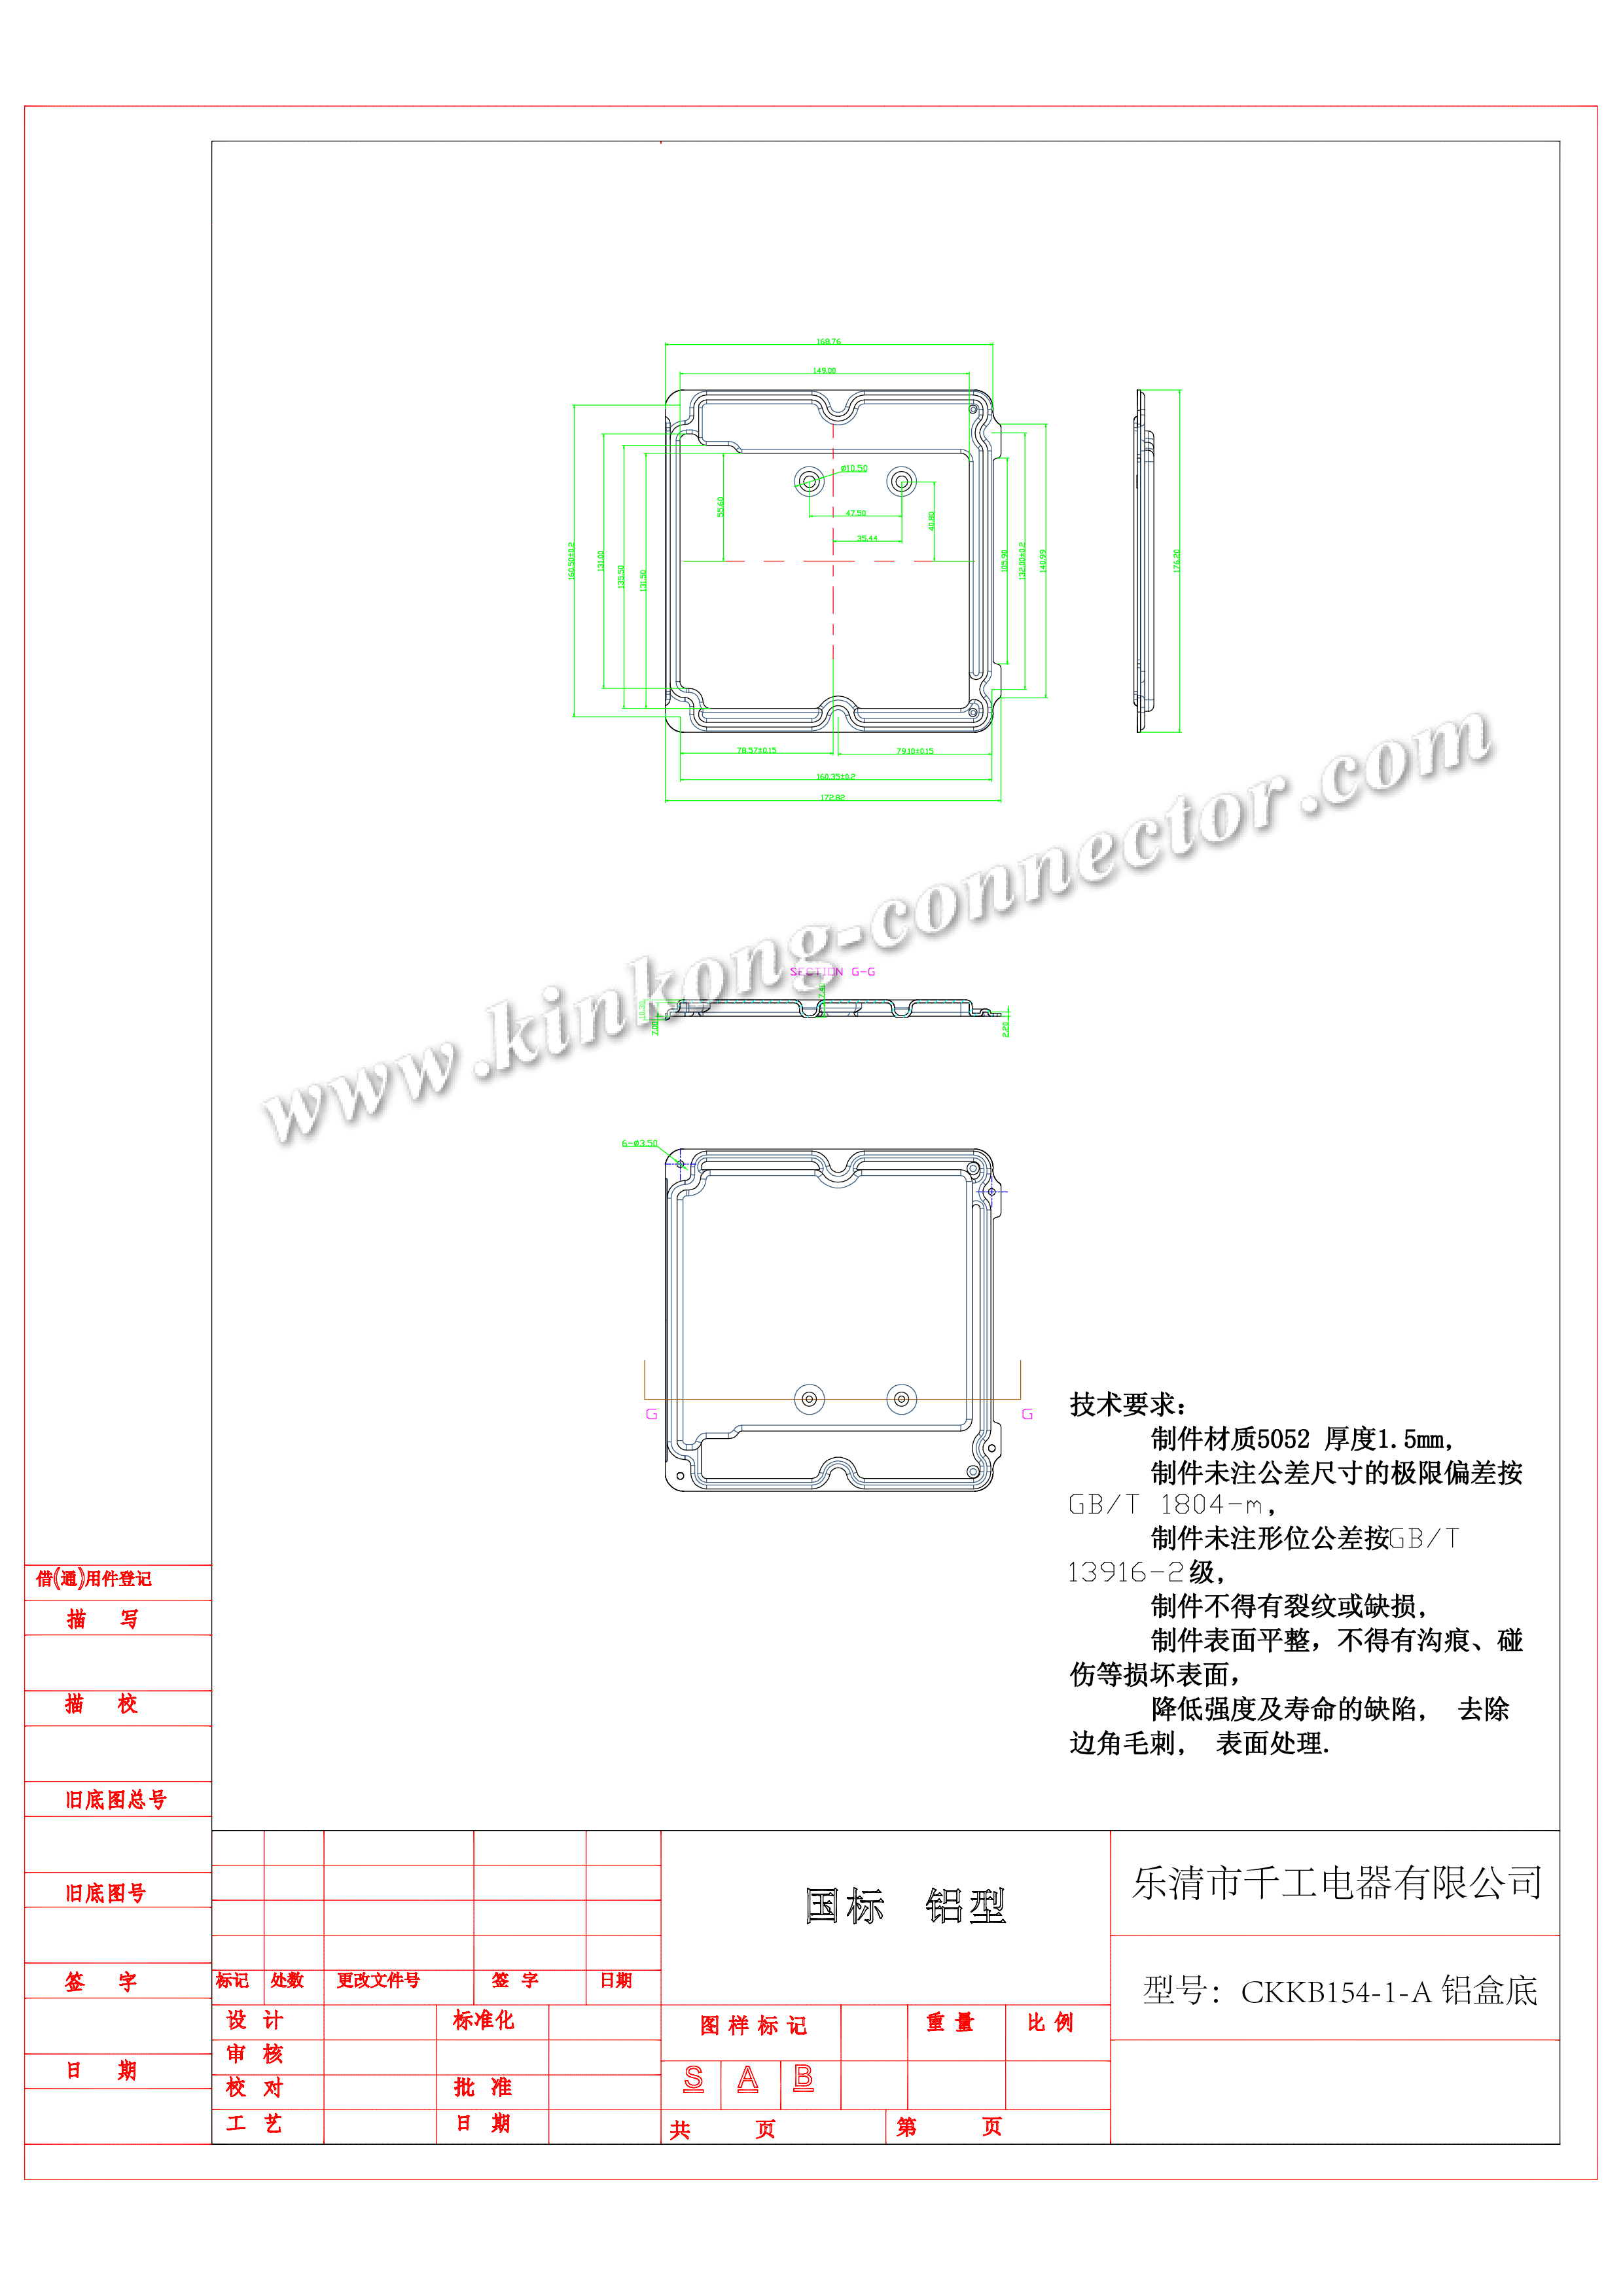 168.76
149.00
ø10.50
47.50
35.44
55.60
40.80
160.50±0.2
131.00
135.50
131.50
105.90
132.00±0.2
140.99
176.20
78.57±0.15
79.10±0.15
160.35±0.2
172.82
www.kinkong-connector.com
SECTION G-G
7.00
2.20
6-ø3.50
G
G
技术要求：
制件材质5052 厚度1.5mm，
制件未注公差尺寸的极限偏差按
GB/T 1804-m，
制件未注形位公差按GB/T
13916-2级，
制件不得有裂纹或缺损，
制件表面平整，不得有沟痕、碰
伤等损坏表面，
降低强度及寿命的缺陷， 去除
边角毛刺， 表面处理.
借(通)用件登记
描 写
描 校
旧底图总号
旧底图号
签 字
日 期
标记 处数 更改文件号 签 字 日期
设 计 标准化
审 核
校 对 批 准
工 艺 日 期
国标 铝型
图样标记 重量 比例
S A B
共 页 第 页
乐清市千工电器有限公司
型号：CKKB154-1-A 铝盒底